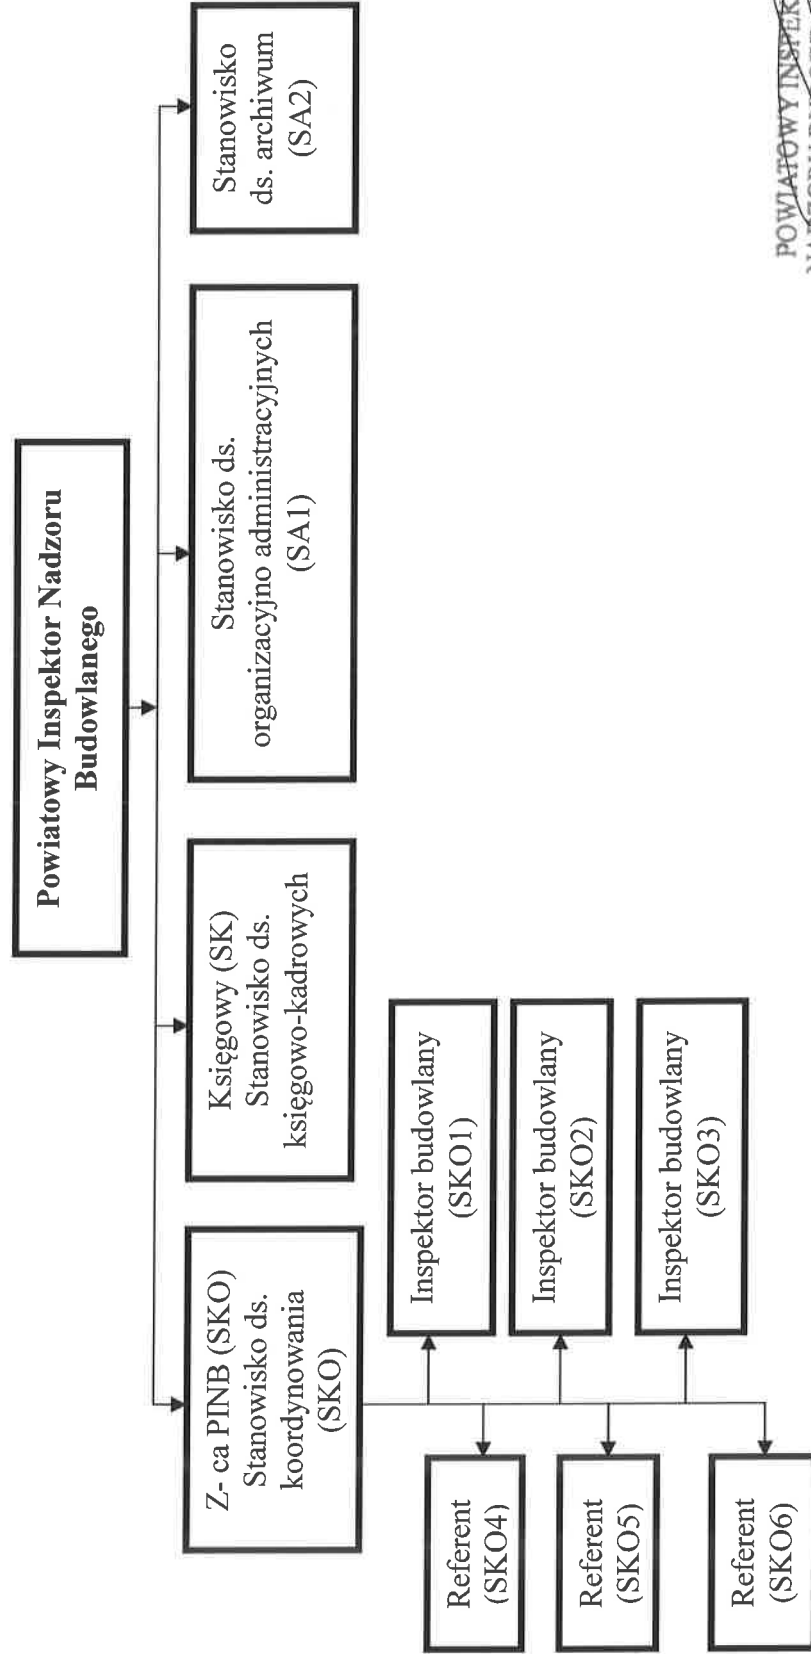 Powiatowy Inspektor Nadzoru
Budowlanego
Z- ca PINB (SKO)
Stanowisko ds.
koordynowania
(SKO)
Księgowy (SK)
Stanowisko ds.
księgowo-kadrowych
Stanowisko ds.
organizacyjno administracyjnych
(SA1)
Stanowisko
ds. archiwum
(SA2)
Referent
(SKO4)
Referent
(SKO5)
Referent
(SKO6)
Inspektor budowlany
(SKO1)
Inspektor budowlany
(SKO2)
Inspektor budowlany
(SKO3)
POWIATOWY INSPEK